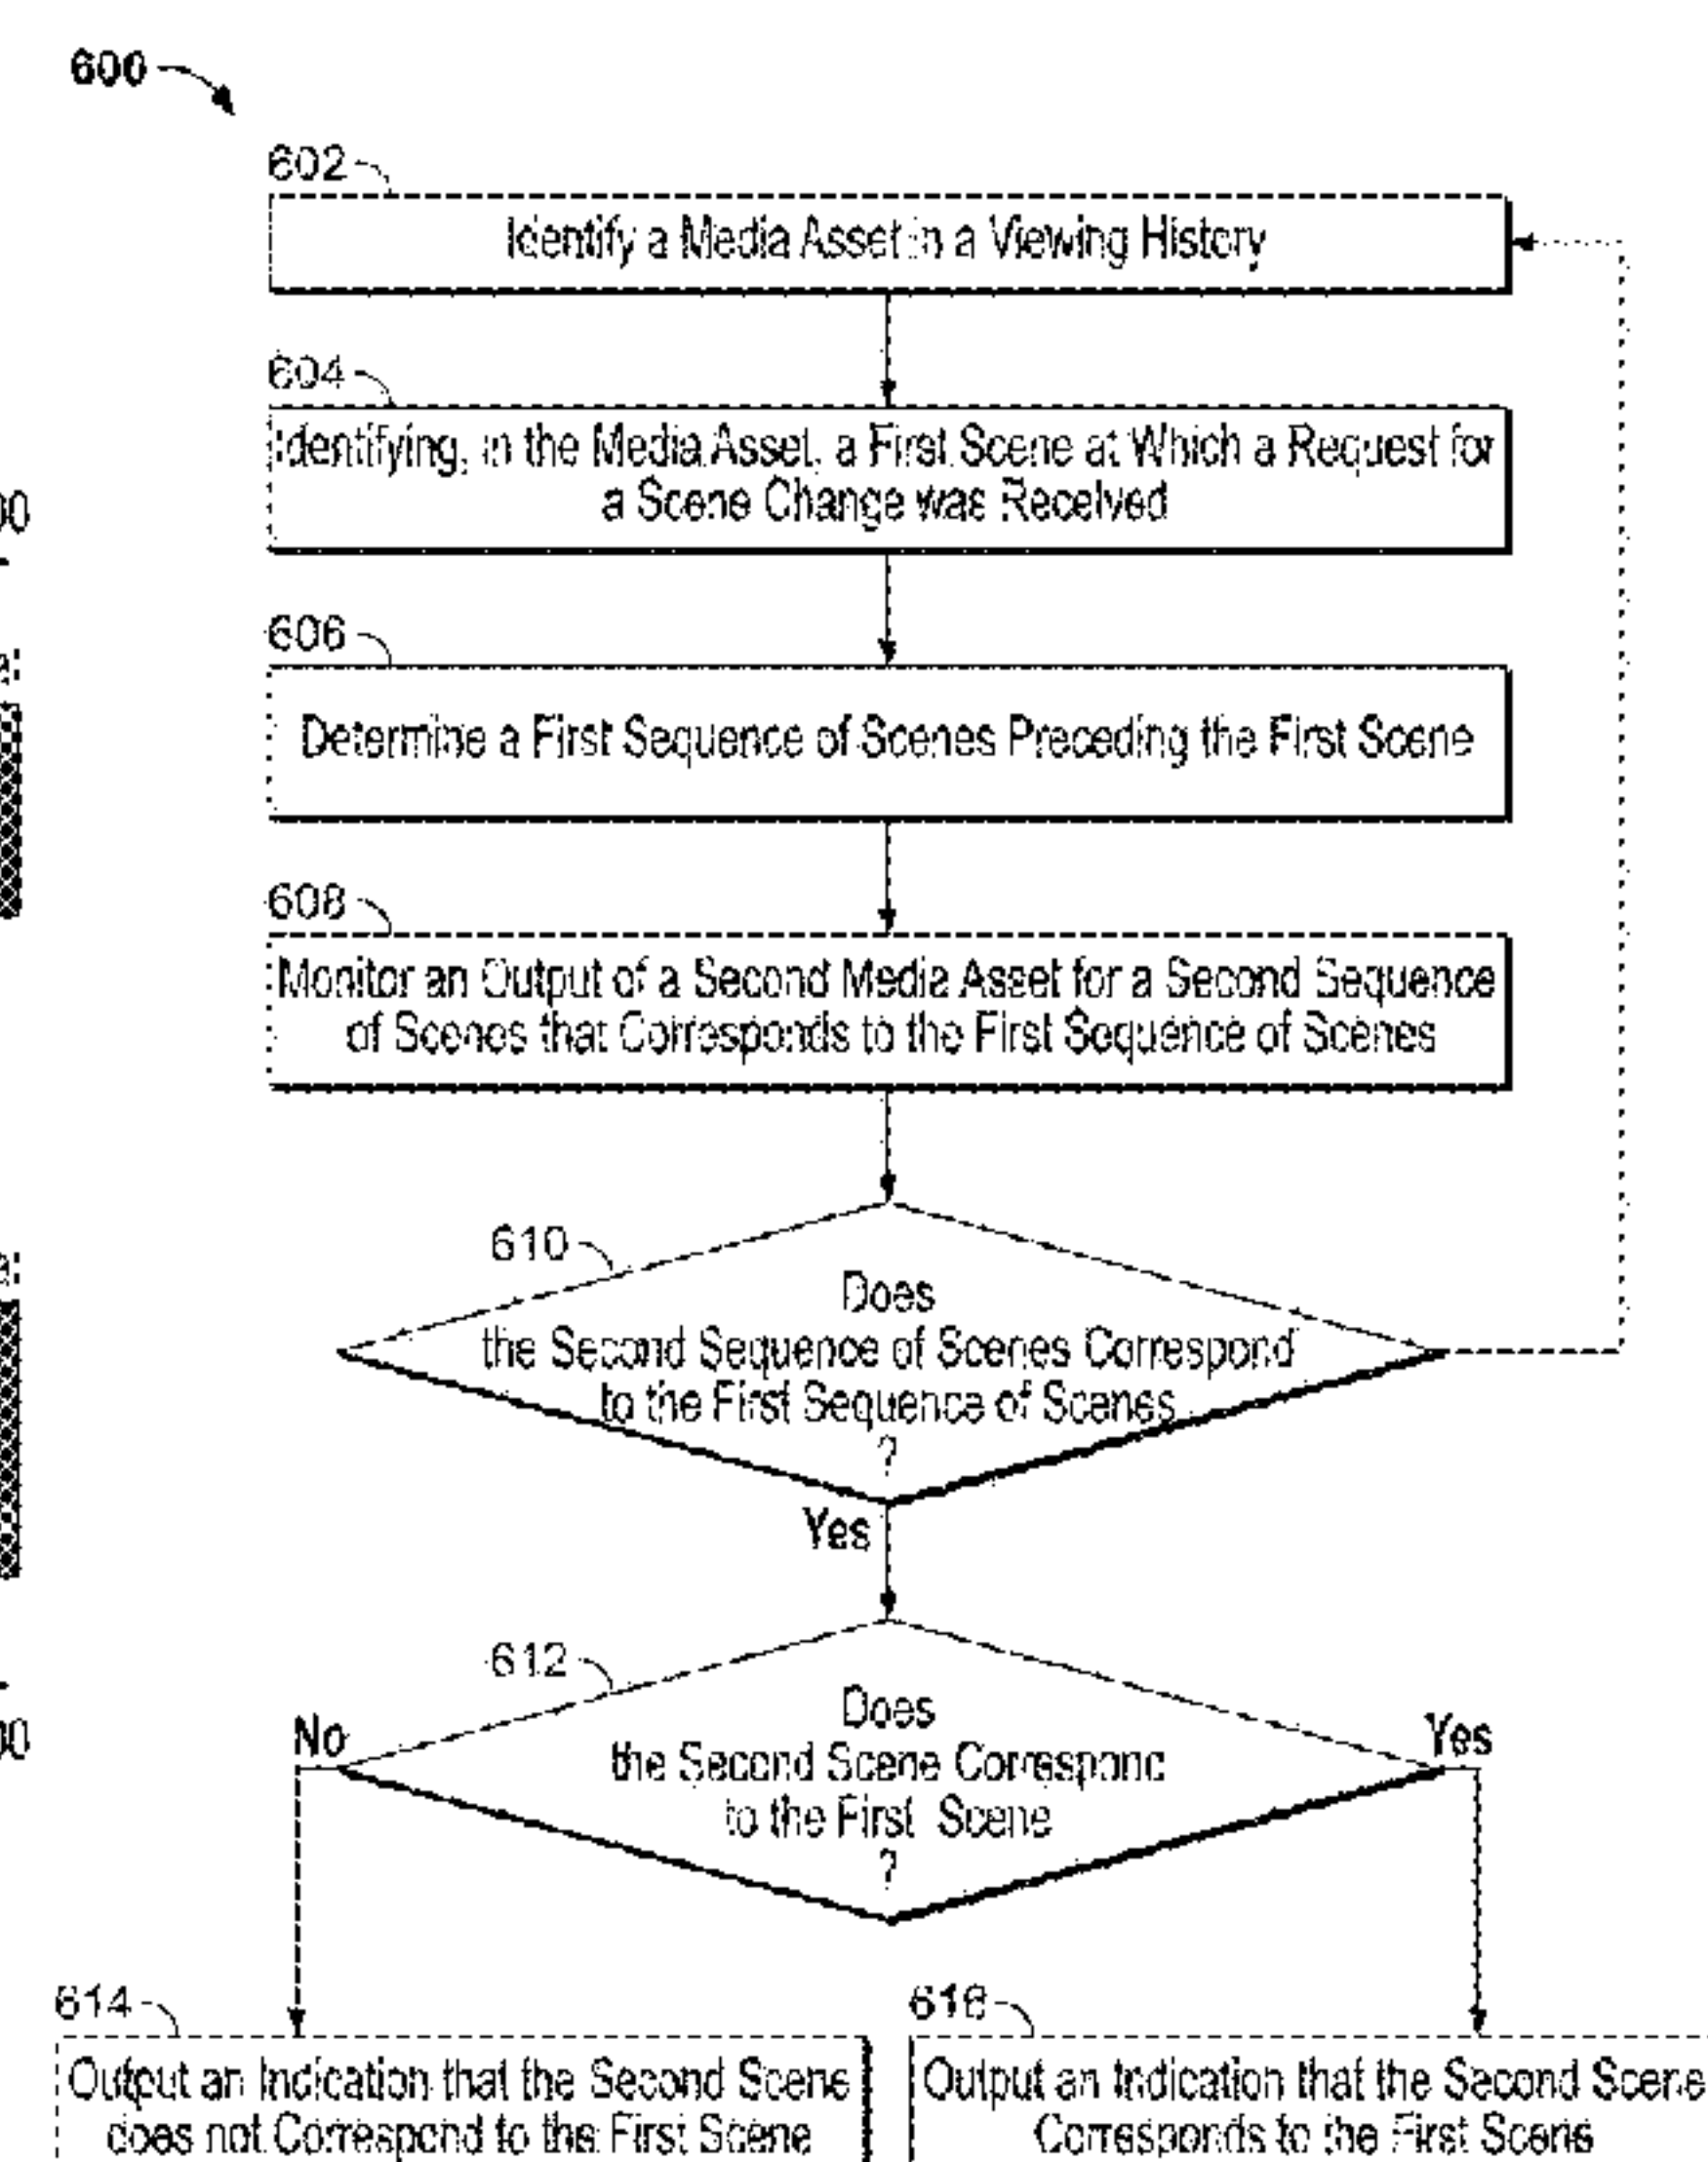 600
602
Identify a Media Asset in a Viewing History
604
Identifying, in the Media Asset, a First Scene at Which a Request for
a Scene Change was Received
606
Determine a First Sequence of Scenes Preceding the First Scene
608
Monitor an Output of a Second Media Asset for a Second Sequence
of Scenes that Corresponds to the First Sequence of Scenes
610
Does
the Second Sequence of Scenes Correspond
to the First Sequence of Scenes
?
Yes
612
Does
the Second Scene Correspond
to the First Scene
?
No
Yes
614
Output an Indication that the Second Scene
does not Correspond to the First Scene
616
Output an Indication that the Second Scene
Corresponds to the First Scene